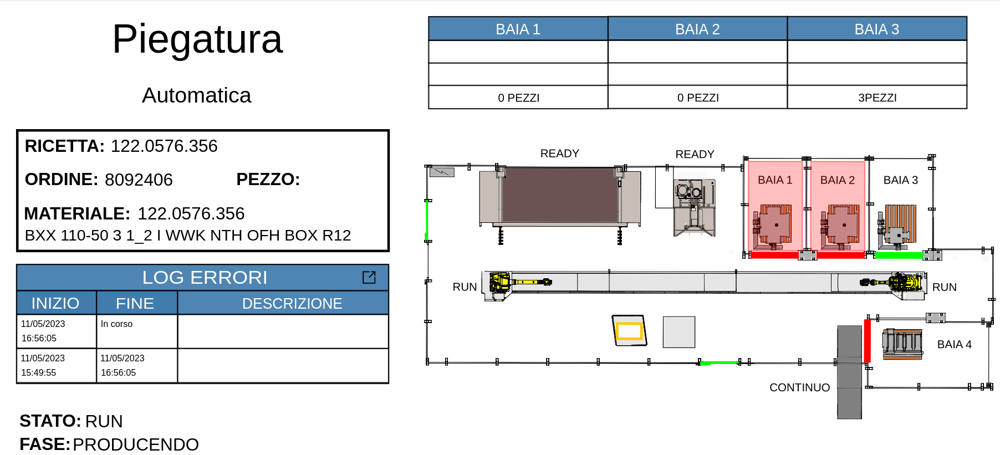 Piegatura
Automatica
RICETTA: 122.0576.356
ORDINE: 8092406 PEZZO:
MATERIALE: 122.0576.356
BXX 110-50 3 1_2 I WWK NTH OFH BOX R12
LOG ERRORI
INIZIO FINE DESCRIZIONE
11/05/2023 In corso
16:56:05
11/05/2023 11/05/2023
15:49:55 16:56:05
STATO: RUN
FASE: PRODUCENDO
BAIA 1 BAIA 2 BAIA 3
0 PEZZI 0 PEZZI 3PEZZI
READY READY
BAIA 1 BAIA 2 BAIA 3
RUN RUN
BAIA 4
CONTINUO